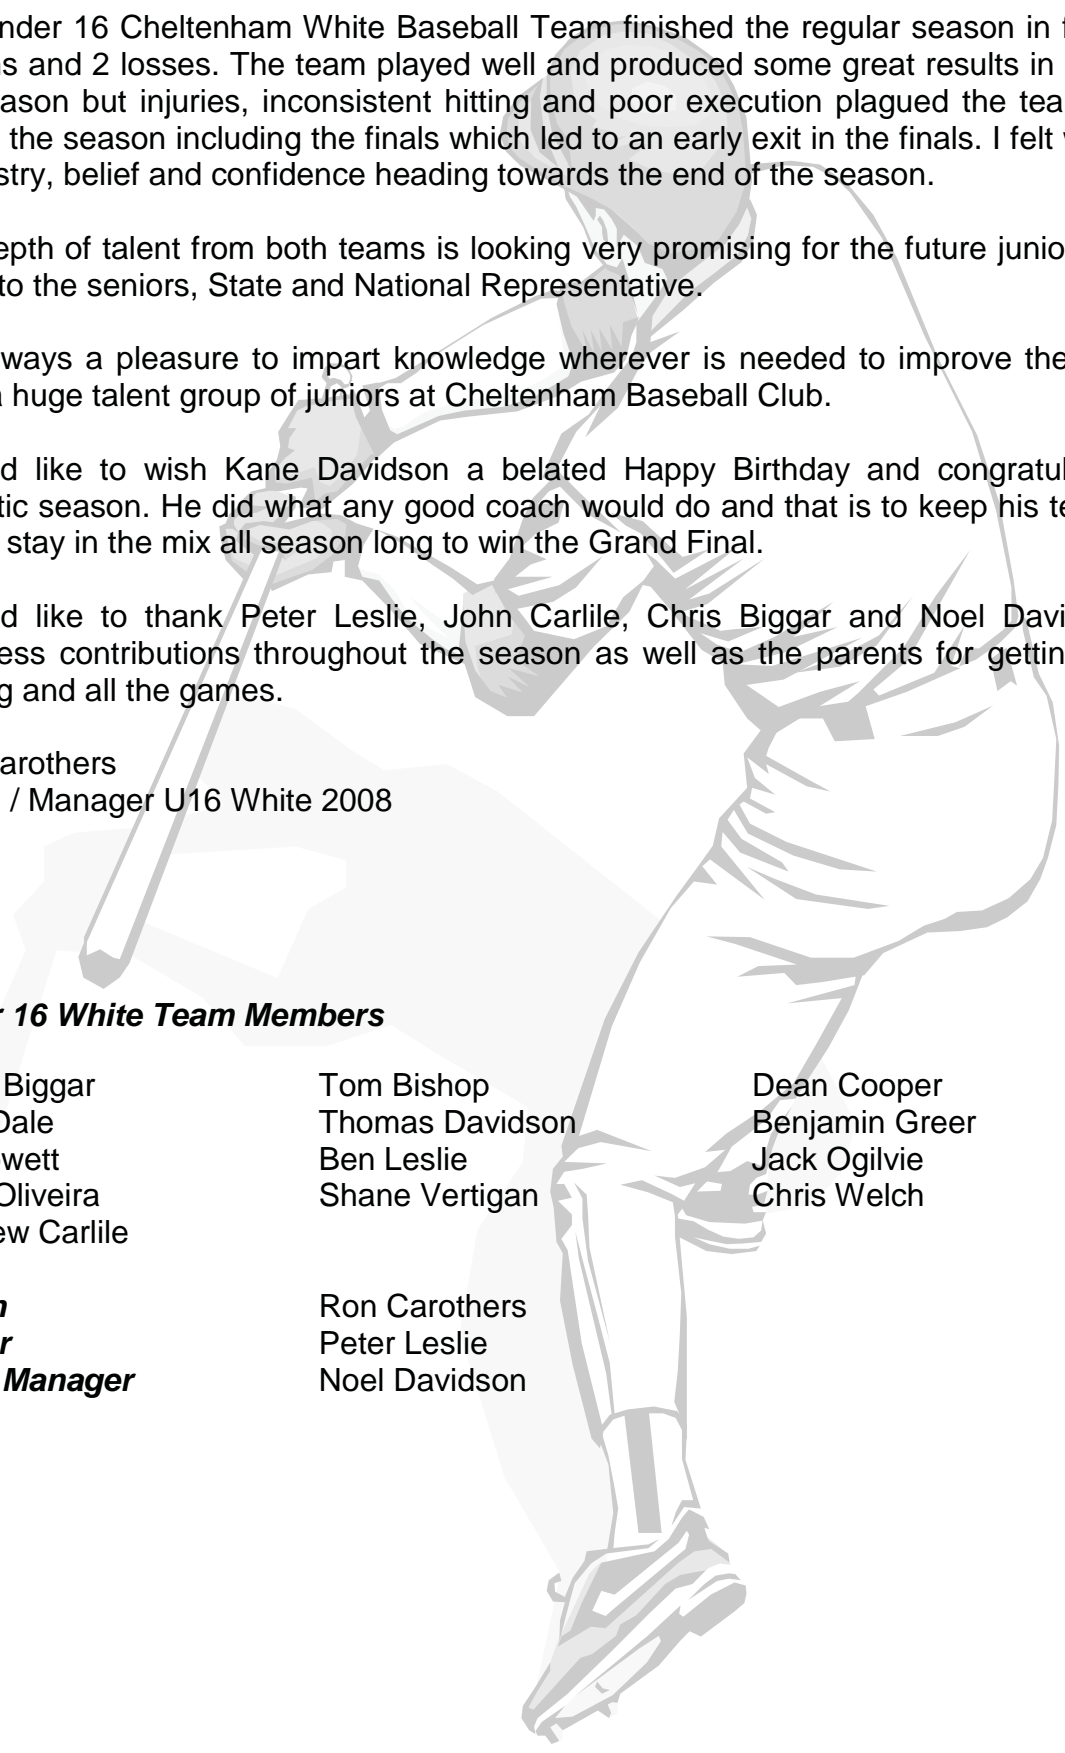 nder 16 Cheltenham White Baseball Team finished the regular season in f
s and 2 losses. The team played well and produced some great results in
ason but injuries, inconsistent hitting and poor execution plagued the tea
the season including the finals which led to an early exit in the finals. I felt
stry, belief and confidence heading towards the end of the season.
epth of talent from both teams is looking very promising for the future junio
to the seniors, State and National Representative.
ways a pleasure to impart knowledge wherever is needed to improve the
a huge talent group of juniors at Cheltenham Baseball Club.
d like to wish Kane Davidson a belated Happy Birthday and congratul
tic season. He did what any good coach would do and that is to keep his te
stay in the mix all season long to win the Grand Final.
d like to thank Peter Leslie, John Carlile, Chris Biggar and Noel Davi
ess contributions throughout the season as well as the parents for gettin
g and all the games.
arothers
/ Manager U16 White 2008
r 16 White Team Members
Biggar Tom Bishop Dean Cooper
Dale Thomas Davidson Benjamin Greer
wett Ben Leslie Jack Ogilvie
Oliveira Shane Vertigan Chris Welch
ew Carlile
h Ron Carothers
r Peter Leslie
Manager Noel Davidson